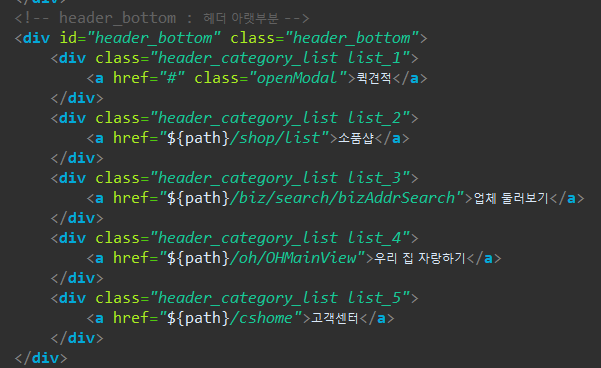 </div>
<!-- header_bottom : 헤더 아랫부분 -->
<div id="header_bottom" class="header_bottom">
<div class="header_category_list list_1">
<a href="#" class="openModal">퀵견적</a>
</div>
<div class="header_category_list list_2">
<a href="${path}/shop/list">소품샵</a>
</div>
<div class="header_category_list list_3">
<a href="${path}/biz/search/bizAddrSearch">업체 둘러보기</a>
</div>
<div class="header_category_list list_4">
<a href="${path}/oh/OHMainView">우리 집 자랑하기</a>
</div>
<div class="header_category_list list_5">
<a href="${path}/cshome">고객센터</a>
</div>
</div>